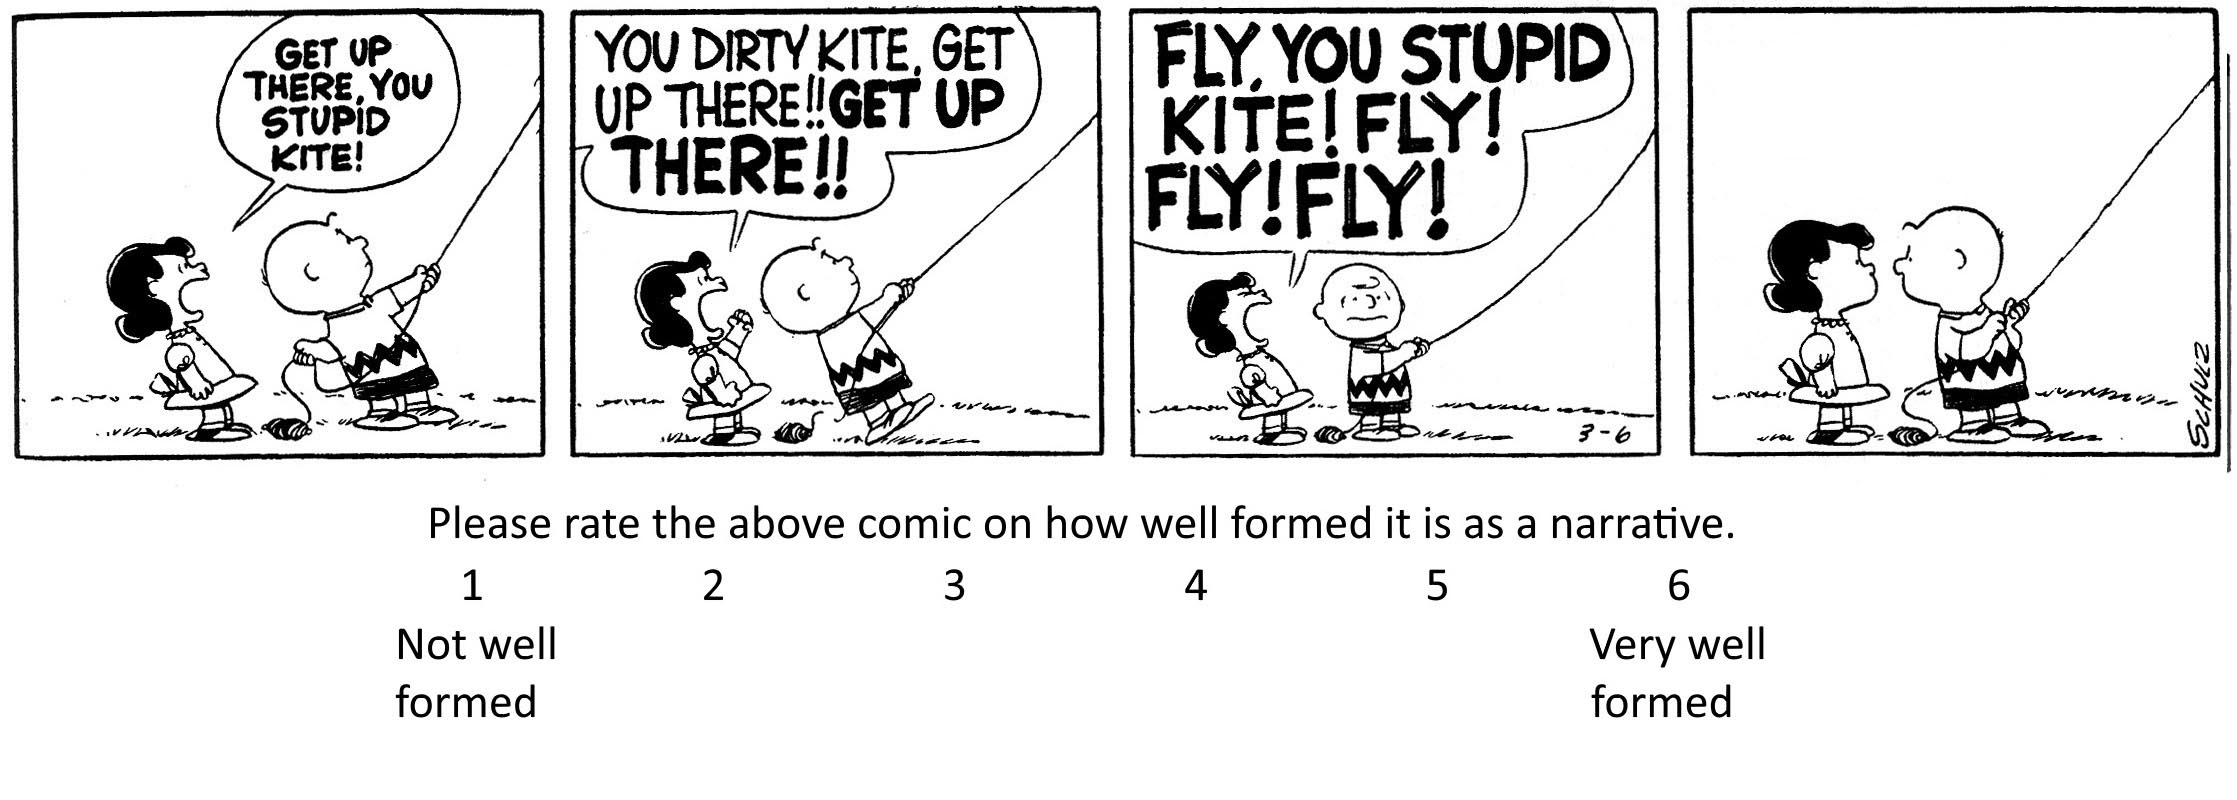 GET UP
THERE, YOU
STUPID
KITE!
YOU DIRTY KITE, GET
UP THERE!! GET UP
THERE!!
FLY, YOU STUPID
KITE! FLY!
FLY! FLY!
3-6
SCHULZ
Please rate the above comic on how well formed it is as a narrative.
1 2 3 4 5 6
Not well
formed
Very well
formed